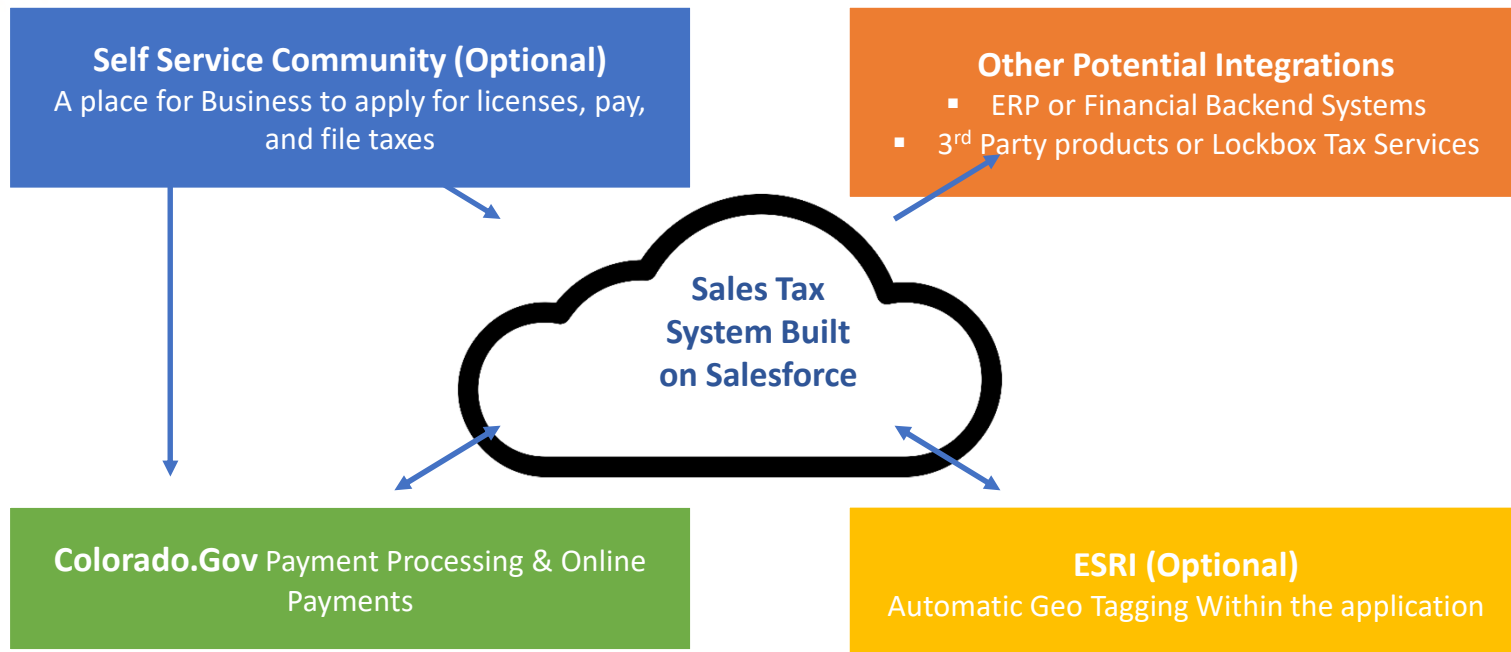 Self Service Community (Optional)
A place for Business to apply for licenses, pay,
and file taxes
Other Potential Integrations
▪ ERP or Financial Backend Systems
▪ 3rd Party products or Lockbox Tax Services
Sales Tax
System Built
on Salesforce
Colorado.Gov Payment Processing & Online
Payments
ESRI (Optional)
Automatic Geo Tagging Within the application